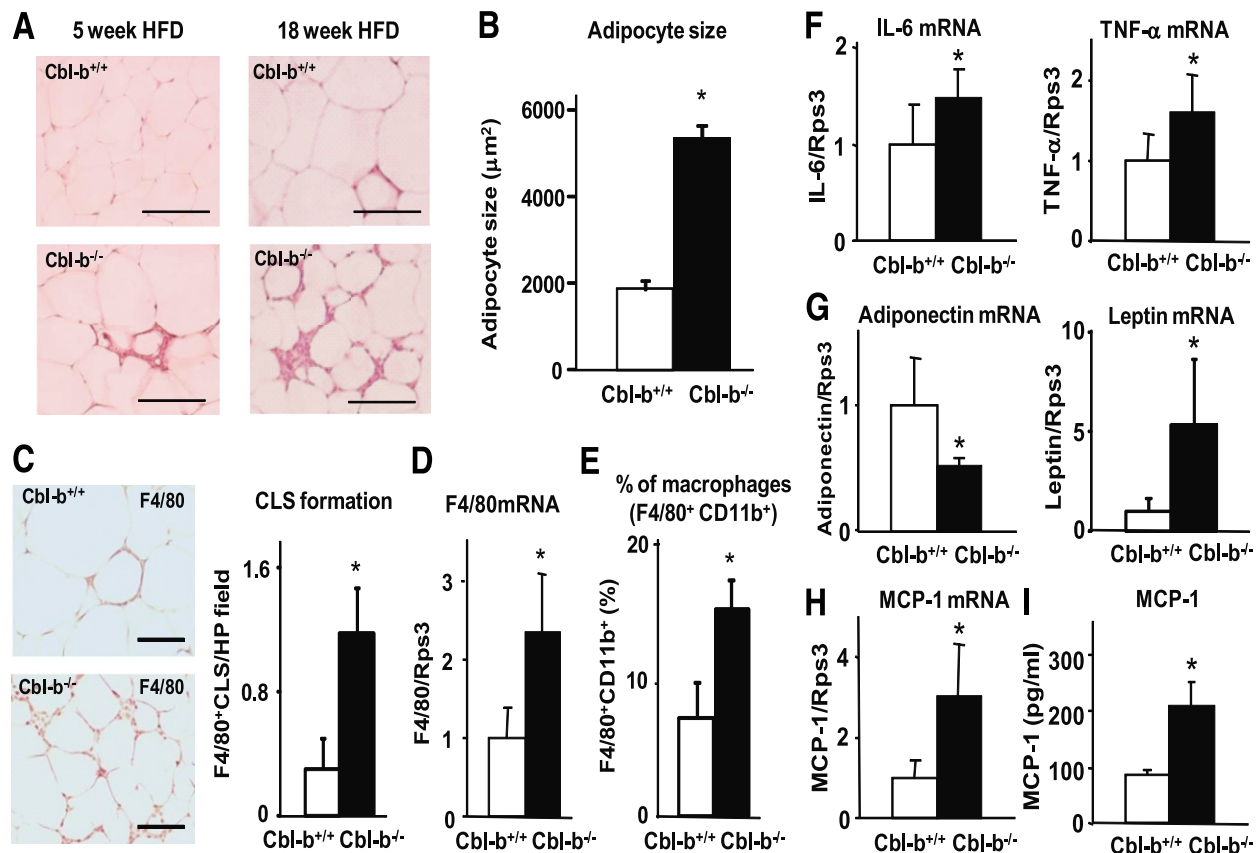 A
5 week HFD
18 week HFD
Cbl-b+/+
Cbl-b+/+
Cbl-b-/-
Cbl-b-/-
B
Adipocyte size
Adipocyte size (μm²)
6000
4000
2000
0
Cbl-b+/+ Cbl-b-/-
*
C
Cbl-b+/+ F4/80
Cbl-b-/- F4/80
CLS formation
F4/80+CLS/HP field
1.6
0.8
0
*
Cbl-b+/+ Cbl-b-/-
D
F4/80mRNA
F4/80/Rps3
3
2
1
0
*
Cbl-b+/+ Cbl-b-/-
E
% of macrophages
(F4/80+ CD11b+)
F4/80+CD11b+ (%)
20
10
0
*
Cbl-b+/+ Cbl-b-/-
F
IL-6 mRNA
IL-6/Rps3
2
1
0
*
Cbl-b+/+ Cbl-b-/-
TNF-α mRNA
TNF-α/Rps3
2
1
0
*
Cbl-b+/+ Cbl-b-/-
G
Adiponectin mRNA
Adiponectin/Rps3
1
0
*
Cbl-b+/+ Cbl-b-/-
Leptin mRNA
Leptin/Rps3
10
5
0
*
Cbl-b+/+ Cbl-b-/-
H
MCP-1 mRNA
MCP-1/Rps3
4
2
0
*
Cbl-b+/+ Cbl-b-/-
I
MCP-1
MCP-1 (pg/ml)
300
200
100
0
*
Cbl-b+/+ Cbl-b-/-